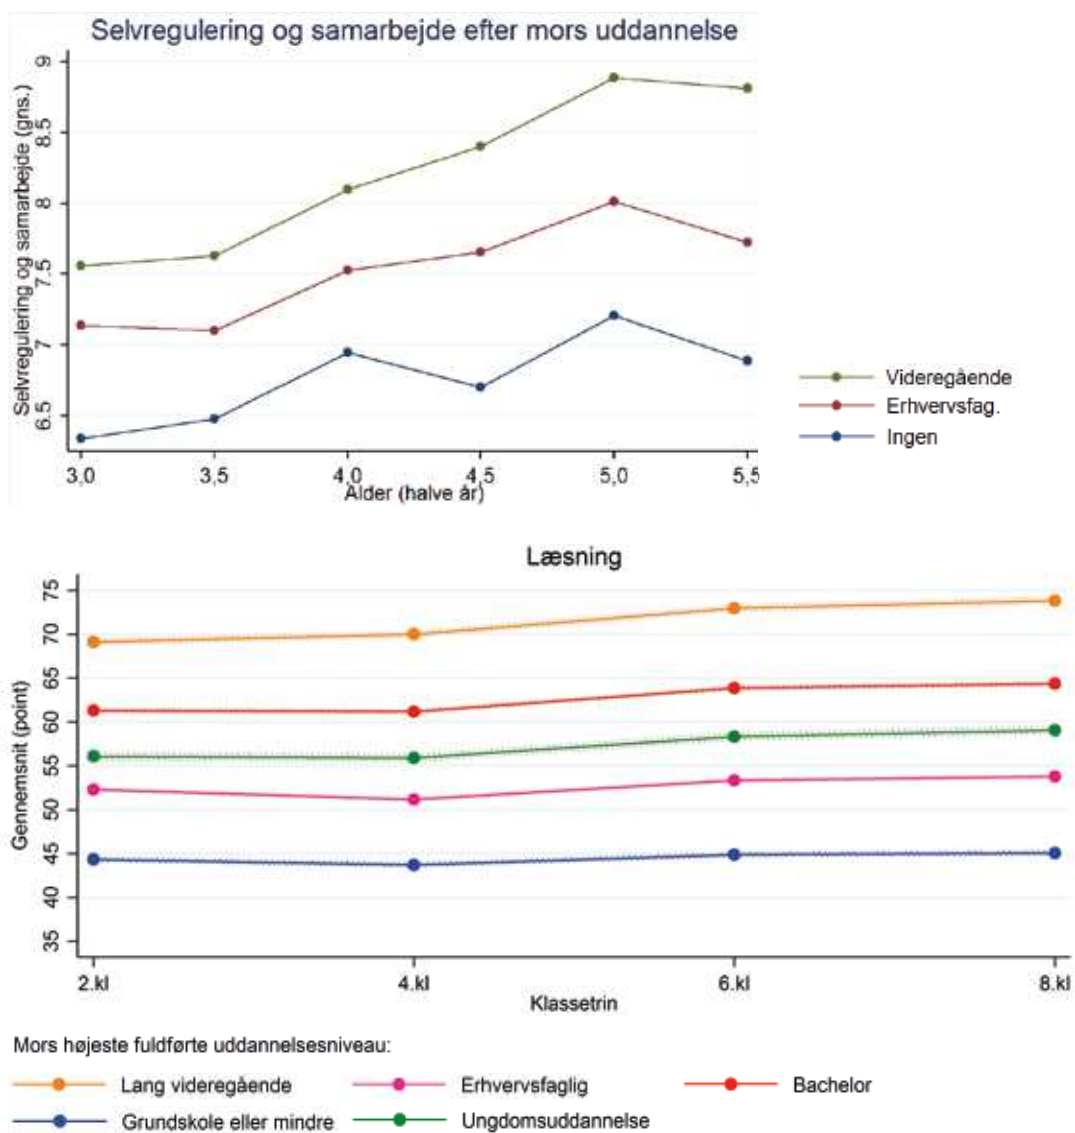 Selvregulering og samarbejde efter mors uddannelse
Selvregulering og samarbejde (gns.)
9
8,5
8
7,5
7
6,5
3,0
3,5
4,0
4,5
5,0
5,5
Alder (halve år)
Videregående
Erhvervsfag.
Ingen
Læsning
Gennemsnit (point)
75
70
65
60
55
50
45
40
35
2.kl
4.kl
6.kl
8.kl
Klassetrin
Mors højeste fuldførte uddannelsesniveau:
Lang videregående
Erhvervsfaglig
Bachelor
Grundskole eller mindre
Ungdomsuddannelse